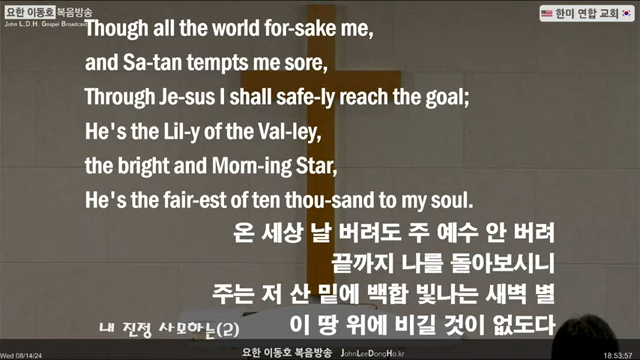 요한 이동호 복음방송
John L.D.H. Gospel Broadcast
한미 연합 교회
Though all the world for-sake me,
and Sa-tan tempts me sore,
Through Je-sus I shall safe-ly reach the goal;
He's the Lil-y of the Val-ley,
the bright and Morn-ing Star,
He's the fair-est of ten thou-sand to my soul.
온 세상 날 버려도 주 예수 안 버려
끝까지 나를 돌아보시니
주는 저 산 밑에 백합 빛나는 새벽 별
내 진정 사모하는(2) 이 땅 위에 비길 것이 없도다
Wed 08/14/24 요한 이동호 복음방송 JohnLeeDongHo.kr 18:53:57